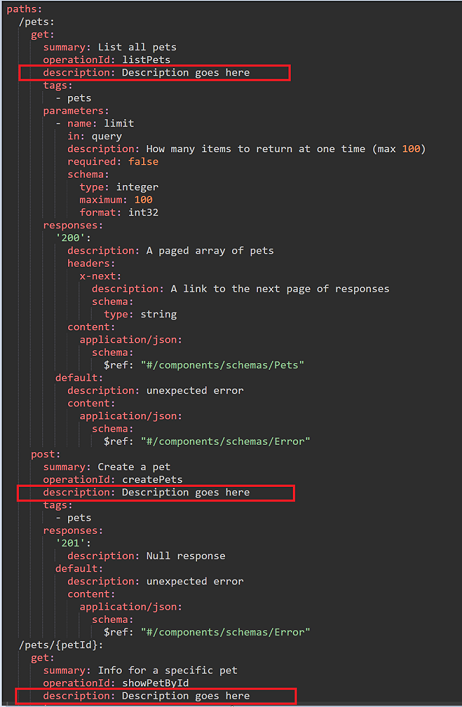 paths:
/pets:
get:
summary: List all pets
operationId: listPets
description: Description goes here
tags:
- pets
parameters:
- name: limit
in: query
description: How many items to return at one time (max 100)
required: false
schema:
type: integer
maximum: 100
format: int32
responses:
'200':
description: A paged array of pets
headers:
x-next:
description: A link to the next page of responses
schema:
type: string
content:
application/json:
schema:
$ref: "#/components/schemas/Pets"
default:
description: unexpected error
content:
application/json:
schema:
$ref: "#/components/schemas/Error"
post:
summary: Create a pet
operationId: createPets
description: Description goes here
tags:
- pets
responses:
'201':
description: Null response
default:
description: unexpected error
content:
application/json:
schema:
$ref: "#/components/schemas/Error"
/pets/{petId}:
get:
summary: Info for a specific pet
operationId: showPetById
description: Description goes here